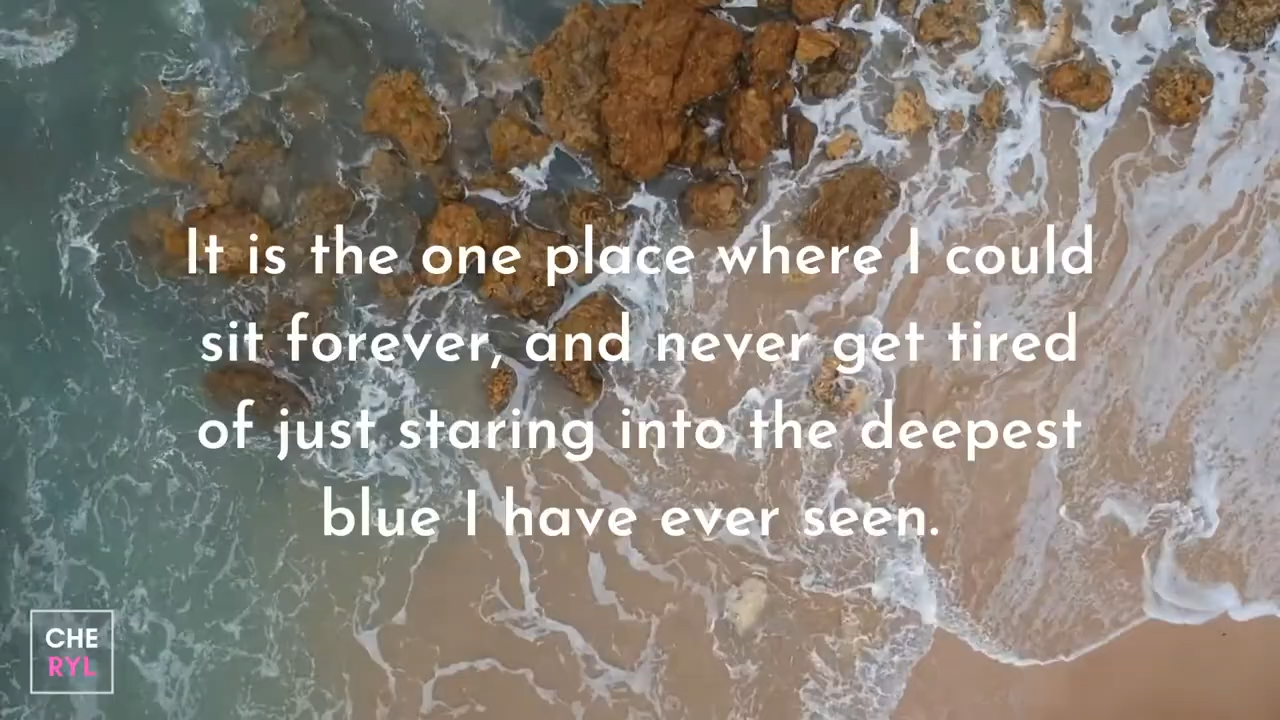 It is the one place where I could
sit forever, and never get tired
of just staring into the deepest
blue I have ever seen.
CHE
RYL